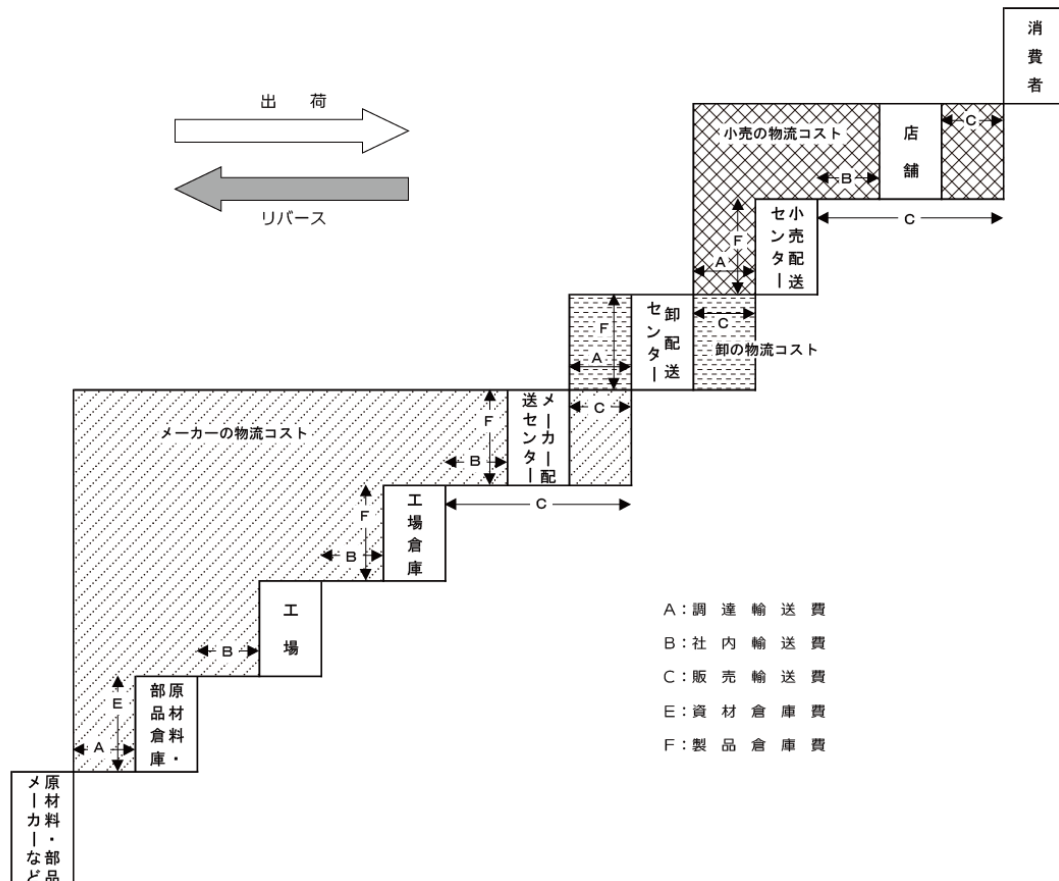 消費者
出 荷
リバース
小売の物流コスト
C
店舗
B
C
小売配送
センター
F
A
C
卸の物流コスト
卸配送
センター
F
A
C
メーカー配
送センター
F
B
C
メーカーの物流コスト
工場倉庫
F
B
工場
B
原材料・
部品倉庫
E
A
原材料・部品
メーカーなど
A：調達輸送費
B：社内輸送費
C：販売輸送費
E：資材倉庫費
F：製品倉庫費